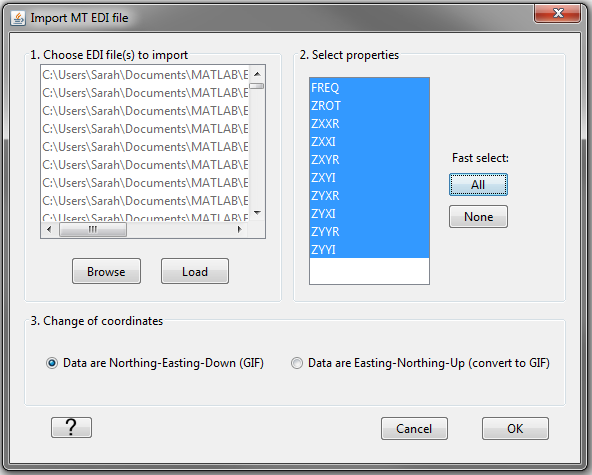 Import MT EDI file
1. Choose EDI file(s) to import
C:\Users\Sarah\Documents\MATLAB\E
C:\Users\Sarah\Documents\MATLAB\E
C:\Users\Sarah\Documents\MATLAB\E
C:\Users\Sarah\Documents\MATLAB\E
C:\Users\Sarah\Documents\MATLAB\E
C:\Users\Sarah\Documents\MATLAB\E
C:\Users\Sarah\Documents\MATLAB\E
C:\Users\Sarah\Documents\MATLAB\E
C:\Users\Sarah\Documents\MATLAB\E
Browse
Load
2. Select properties
FREQ
ZROT
ZXXR
ZXXI
ZXYR
ZXYI
ZYXR
ZYXI
ZYYR
ZYYI
Fast select:
All
None
3. Change of coordinates
Data are Northing-Easting-Down (GIF)
Data are Easting-Northing-Up (convert to GIF)
?
Cancel
OK